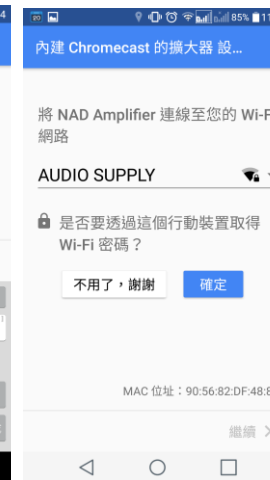 85%
內建 Chromecast 的擴大器 設...
將 NAD Amplifier 連線至您的 Wi-F
網路
AUDIO SUPPLY
是否要透過這個行動裝置取得
Wi-Fi 密碼？
不用了，謝謝
確定
MAC 位址：90:56:82:DF:48:8
繼續